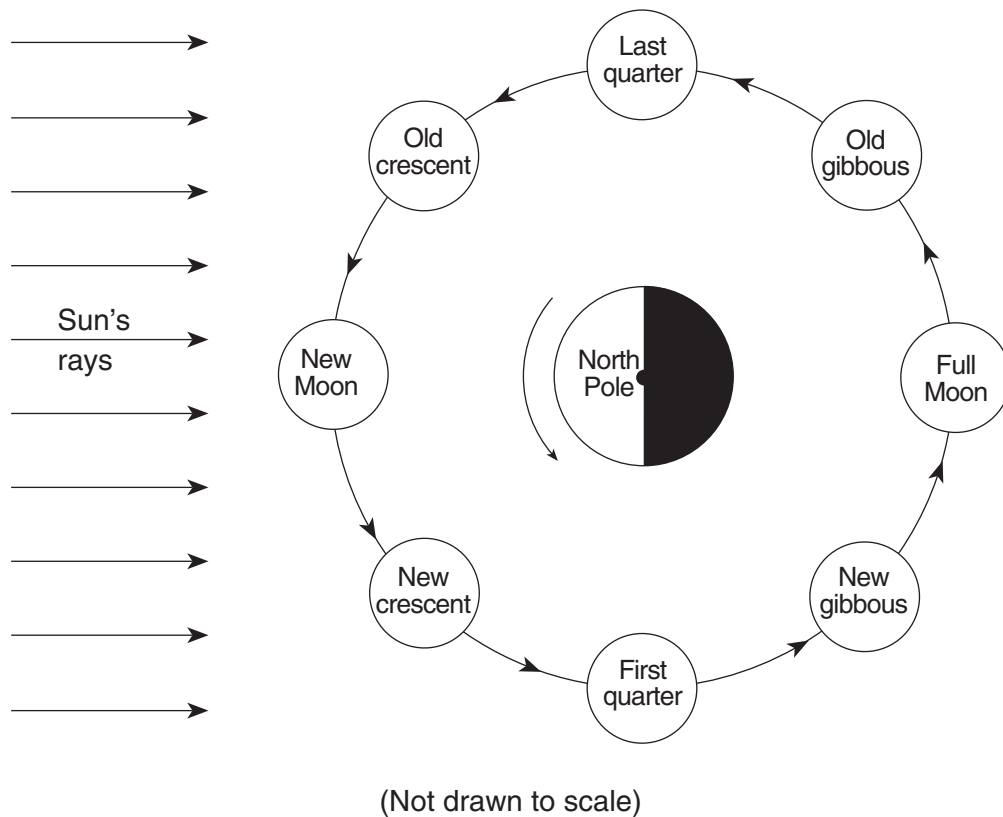 Last
quarter
Old
crescent
Old
gibbous
Sun's
rays
New
Moon
North
Pole
Full
Moon
New
crescent
New
gibbous
First
quarter
(Not drawn to scale)